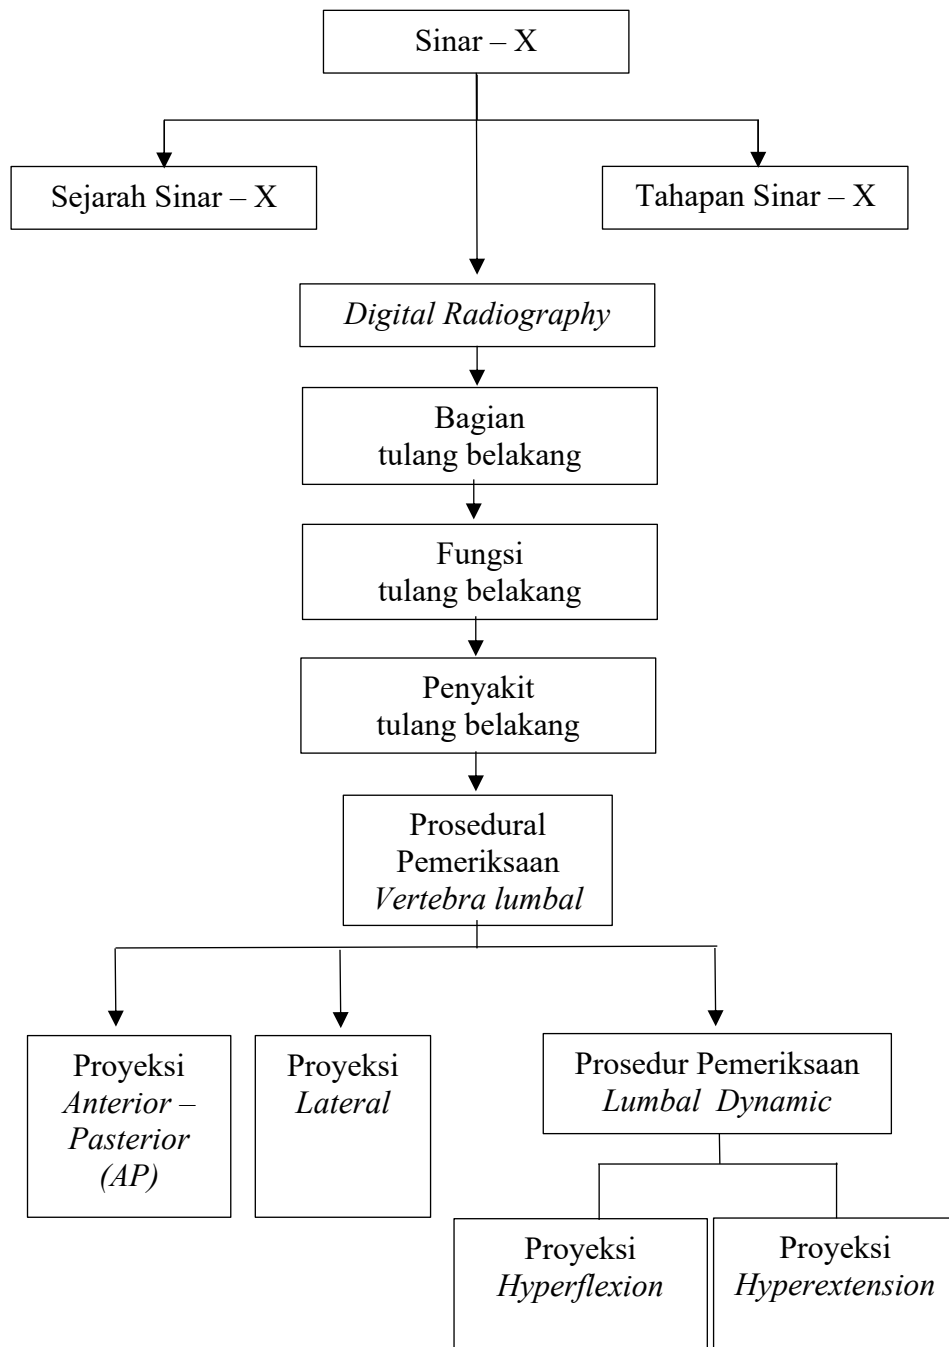 Sinar – X
Sejarah Sinar – X
Tahapan Sinar – X
Digital Radiography
Bagian
tulang belakang
Fungsi
tulang belakang
Penyakit
tulang belakang
Prosedural
Pemeriksaan
Vertebra lumbal
Proyeksi
Anterior –
Pasterior
(AP)
Proyeksi
Lateral
Prosedur Pemeriksaan
Lumbal Dynamic
Proyeksi
Hyperflexion
Proyeksi
Hyperextension